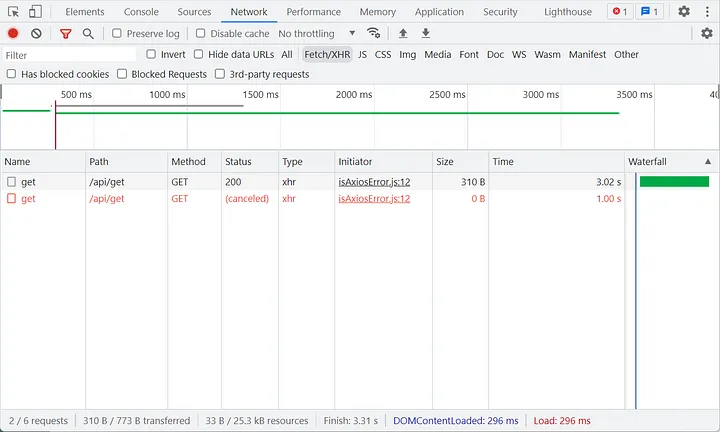 Elements Console Sources Network Performance Memory Application Security Lighthouse 1 1
Preserve log Disable cache No throttling
Filter Invert Hide data URLs All Fetch/XHR JS CSS Img Media Font Doc WS Wasm Manifest Other
Has blocked cookies Blocked Requests 3rd-party requests
500 ms 1000 ms 1500 ms 2000 ms 2500 ms 3000 ms 3500 ms 40
Name Path Method Status Type Initiator Size Time Waterfall
get /api/get GET 200 xhr isAxiosError.js:12 310 B 3.02 s
get /api/get GET (canceled) xhr isAxiosError.js:12 0 B 1.00 s
2 / 6 requests 310 B / 773 B transferred 33 B / 25.3 kB resources Finish: 3.31 s DOMContentLoaded: 296 ms Load: 296 ms